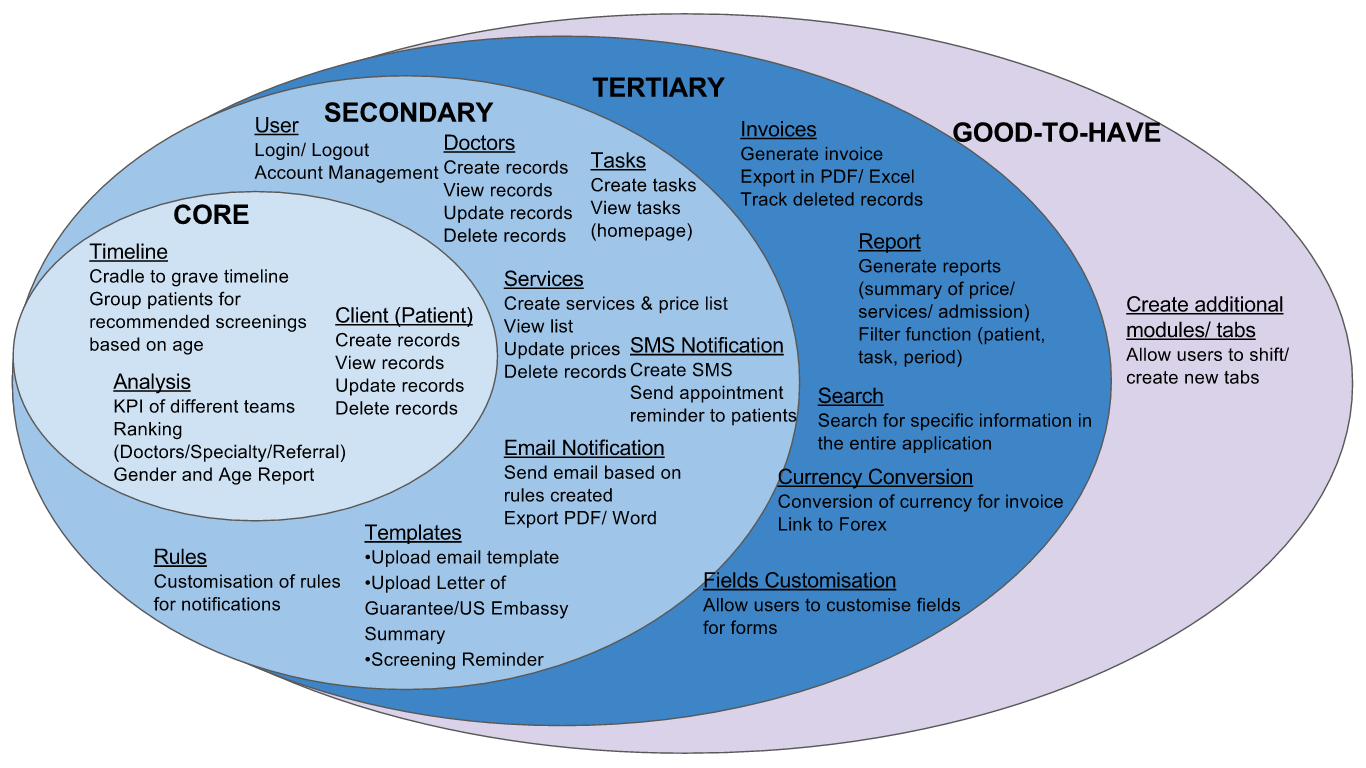 CORE
Timeline
Cradle to grave timeline
Group patients for
recommended screenings
based on age
Analysis
KPI of different teams
Ranking
(Doctors/Specialty/Referral)
Gender and Age Report
Client (Patient)
Create records
View records
Update records
Delete records
SECONDARY
User
Login/ Logout
Account Management
Doctors
Create records
View records
Update records
Delete records
Tasks
Create tasks
View tasks
(homepage)
Services
Create services & price list
View list
Update prices
Delete records
SMS Notification
Create SMS
Send appointment
reminder to patients
Email Notification
Send email based on
rules created
Export PDF/ Word
Templates
•Upload email template
•Upload Letter of
Guarantee/US Embassy
Summary
•Screening Reminder
Rules
Customisation of rules
for notifications
TERTIARY
Invoices
Generate invoice
Export in PDF/ Excel
Track deleted records
Report
Generate reports
(summary of price/
services/ admission)
Filter function (patient,
task, period)
Search
Search for specific information in
the entire application
Currency Conversion
Conversion of currency for invoice
Link to Forex
Fields Customisation
Allow users to customise fields
for forms
GOOD-TO-HAVE
Create additional
modules/ tabs
Allow users to shift/
create new tabs